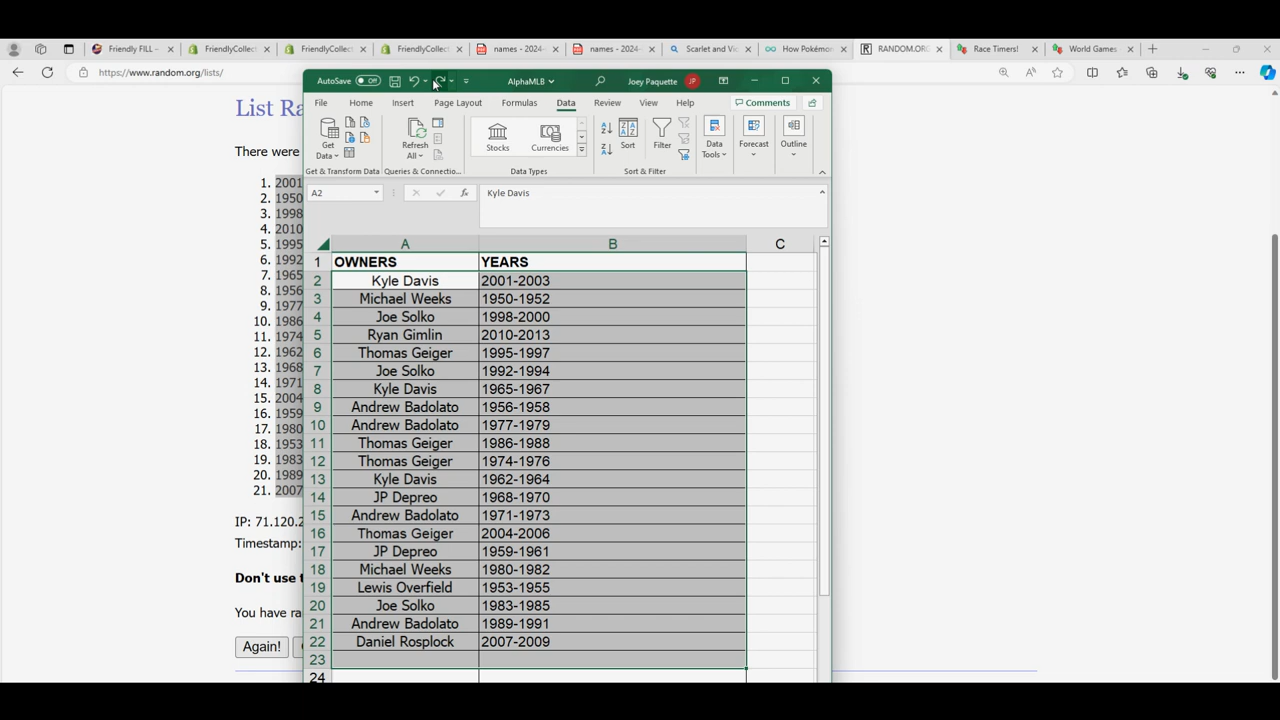 Friendly FILL -
FriendlyCollect
FriendlyCollect
FriendlyCollect
names - 2024-
names - 2024-
Scarlet and Vi
How Pokémo
RANDOM.ORG
Race Timers!
World Games
https://www.random.org/lists/
AutoSave
Off
AlphaMLB
Joey Paquette
JP
File
Home
Insert
Page Layout
Formulas
Data
Review
View
Help
Comments
Get Data
Refresh All
Stocks
Currencies
Sort
Filter
Data Tools
Forecast
Outline
Get & Transform Data
Queries & Connectio...
Data Types
Sort & Filter
A2
fx
Kyle Davis
A B C
1 OWNERS YEARS
2 Kyle Davis 2001-2003
3 Michael Weeks 1950-1952
4 Joe Solko 1998-2000
5 Ryan Gimlin 2010-2013
6 Thomas Geiger 1995-1997
7 Joe Solko 1992-1994
8 Kyle Davis 1965-1967
9 Andrew Badolato 1956-1958
10 Andrew Badolato 1977-1979
11 Thomas Geiger 1986-1988
12 Thomas Geiger 1974-1976
13 Kyle Davis 1962-1964
14 JP Depreo 1968-1970
15 Andrew Badolato 1971-1973
16 Thomas Geiger 2004-2006
17 JP Depreo 1959-1961
18 Michael Weeks 1980-1982
19 Lewis Overfield 1953-1955
20 Joe Solko 1983-1985
21 Andrew Badolato 1989-1991
22 Daniel Rosplock 2007-2009
23
24
List Ra
There were
1. 2001
2. 1950
3. 1998
4. 2010
5. 1995
6. 1992
7. 1965
8. 1956
9. 1977
10. 1986
11. 1974
12. 1962
13. 1968
14. 1971
15. 2004
16. 1959
17. 1980
18. 1953
19. 1983
20. 1989
21. 2007
IP: 71.120.2
Timestamp:
Don't use t
You have ra
Again!